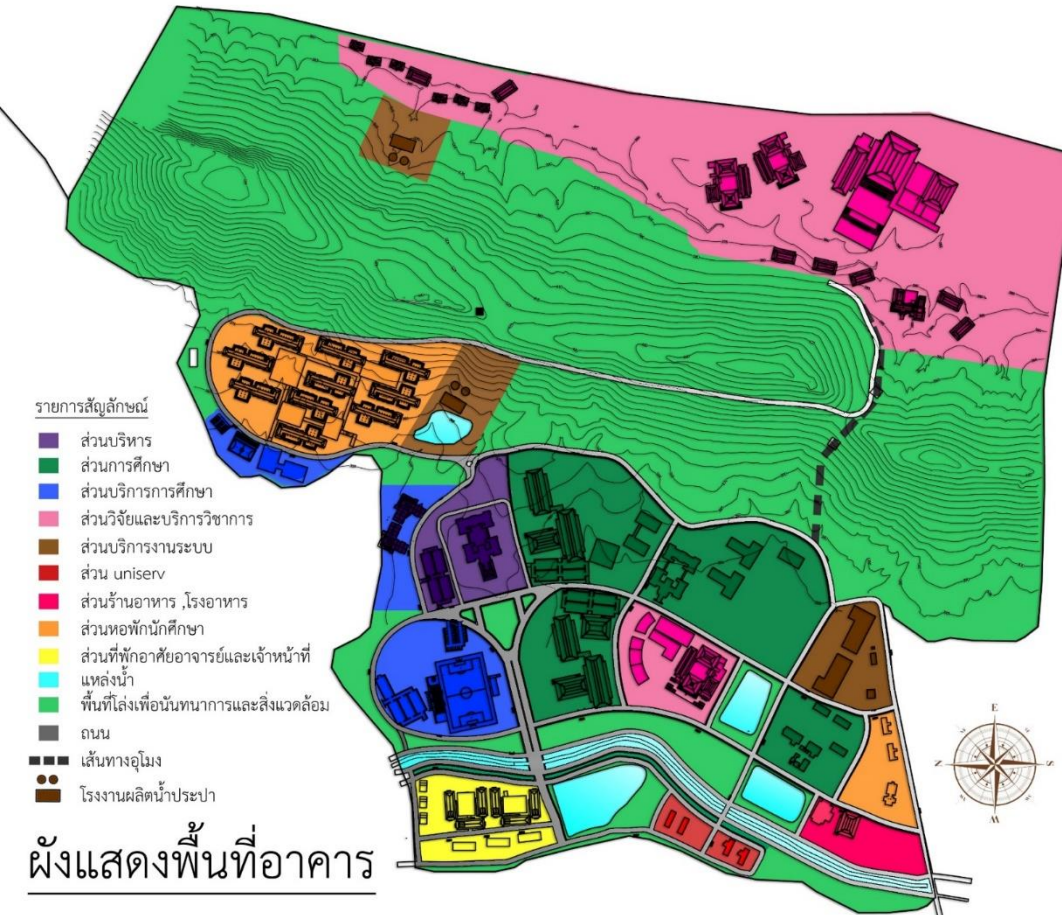 รายการสัญลักษณ์
ส่วนบริหาร
ส่วนการศึกษา
ส่วนบริการการศึกษา
ส่วนวิจัยและบริการวิชาการ
ส่วนบริการงานระบบ
ส่วน uniserv
ส่วนร้านอาหาร ,โรงอาหาร
ส่วนหอพักนักศึกษา
ส่วนที่พักอาศัยอาจารย์และเจ้าหน้าที่
แหล่งน้ำ
พื้นที่โล่งเพื่อนันทนาการและสิ่งแวดล้อม
ถนน
เส้นทางอุโมง
โรงงานผลิตน้ำประปา
ผังแสดงพื้นที่อาคาร
E
N
S
W